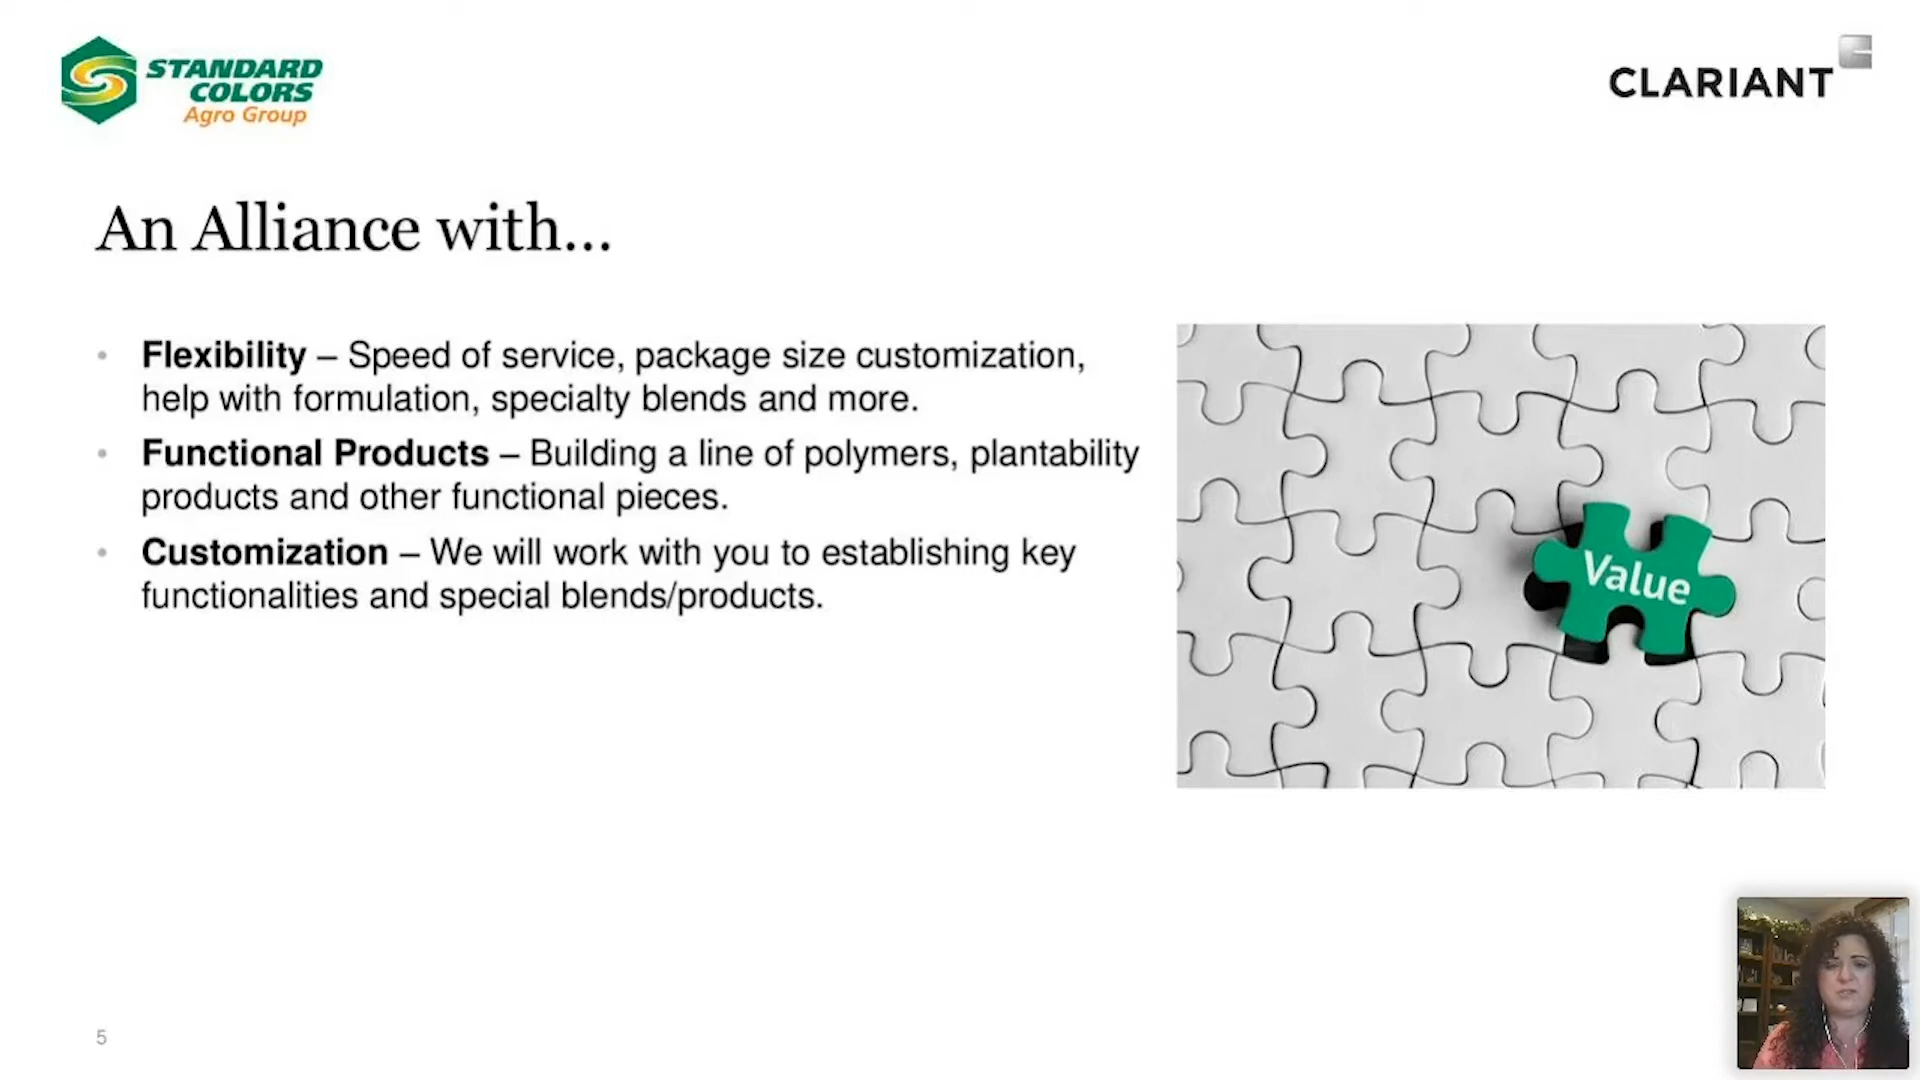 STANDARD
COLORS
Agro Group
CLARIANT
An Alliance with...
• Flexibility – Speed of service, package size customization,
help with formulation, specialty blends and more.
• Functional Products – Building a line of polymers, plantability
products and other functional pieces.
• Customization – We will work with you to establishing key
functionalities and special blends/products.
Value
5